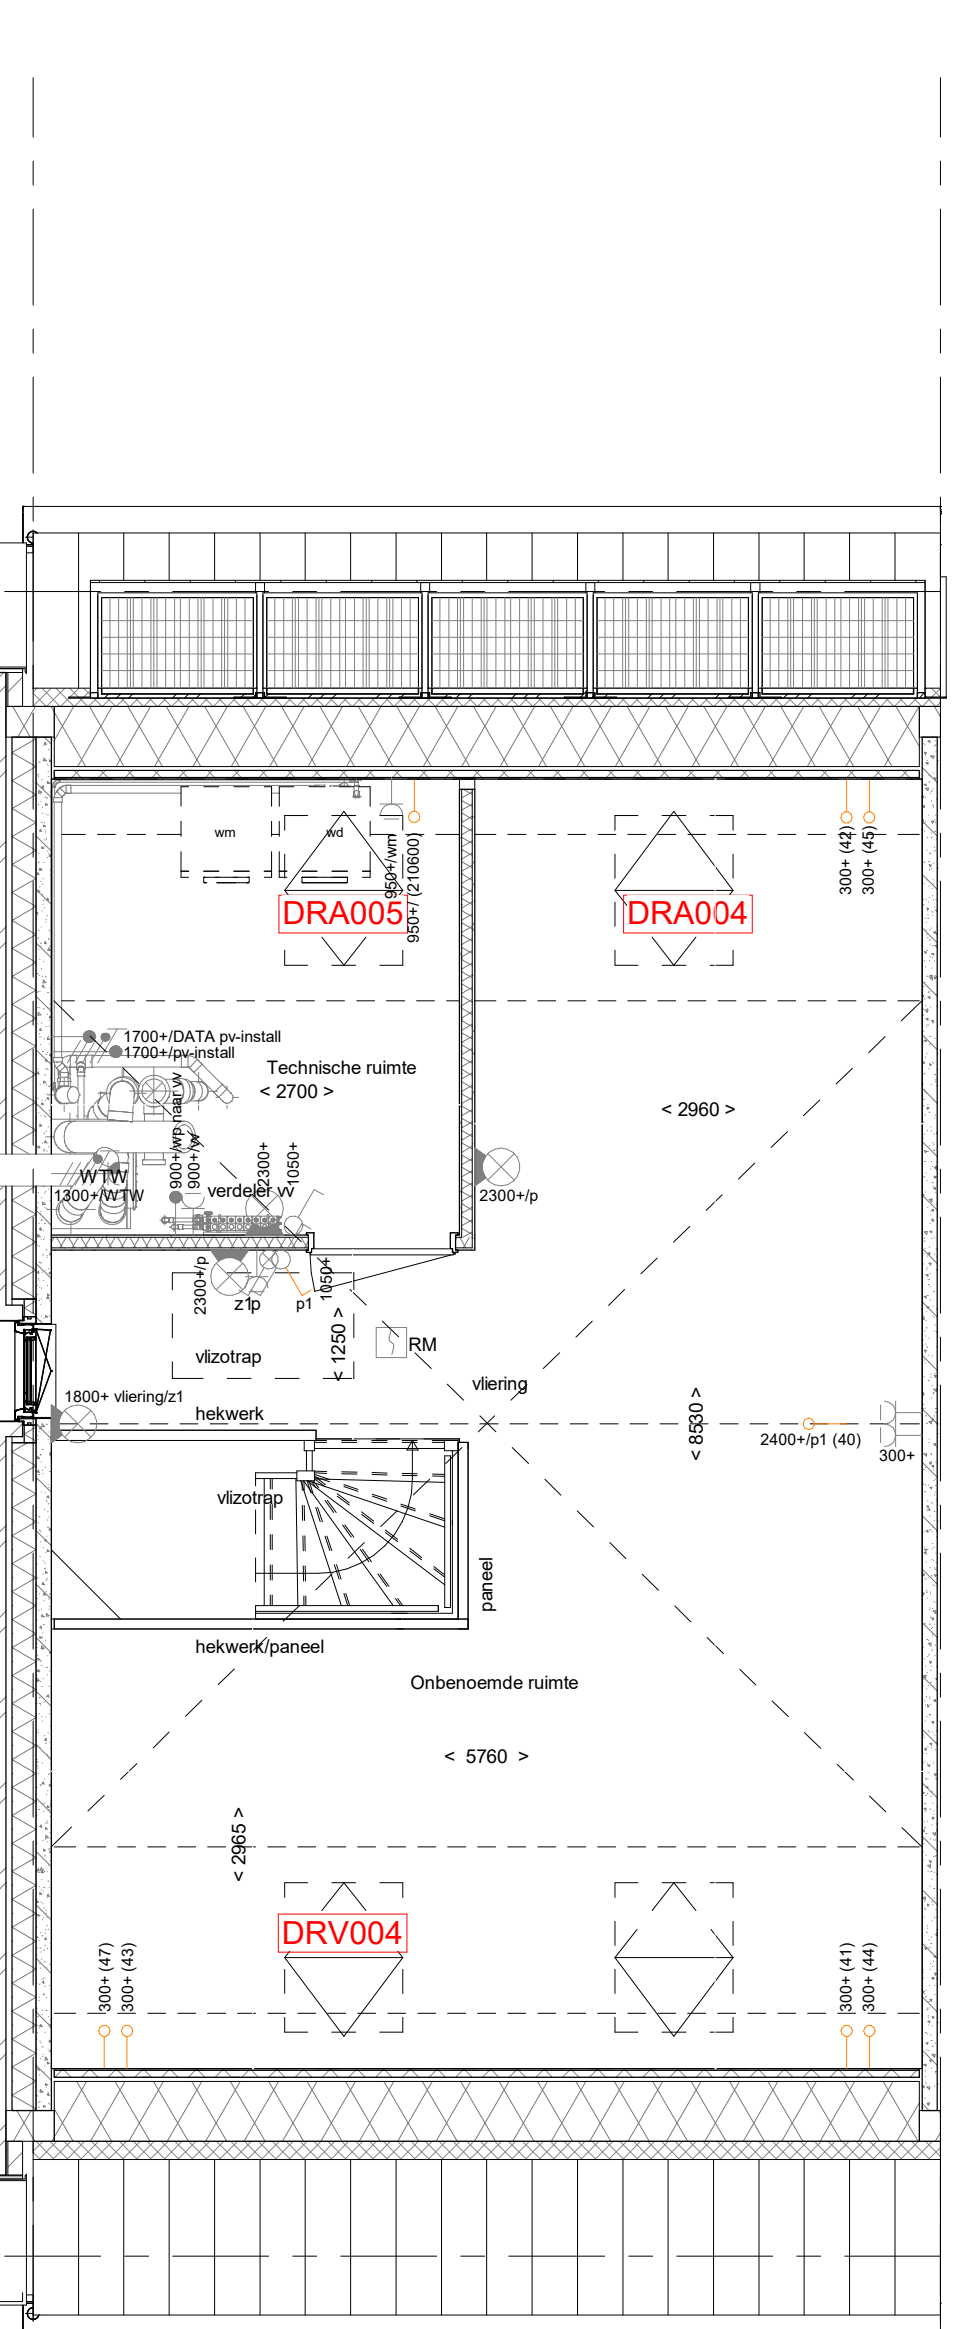 wm
wd
950+/wm
950+/ (210600)
300+ (42)
300+ (45)
DRA005
DRA004
1700+/DATA pv-install
1700+/pv-install
Technische ruimte
< 2700 >
< 2960 >
900+/wp naar vv
900+/vv
2300+
1050+
WTW
1300+/WTW
verdeler vv
2300+/p
2300+/p
z1p
p1
1050+
< 1250 >
RM
vlizotrap
vliering
1800+ vliering/z1
hekwerk
< 8530 >
2400+/p1 (40)
300+
vlizotrap
paneel
hekwerk/paneel
Onbenoemde ruimte
< 5760 >
< 2965 >
DRV004
300+ (47)
300+ (43)
300+ (41)
300+ (44)